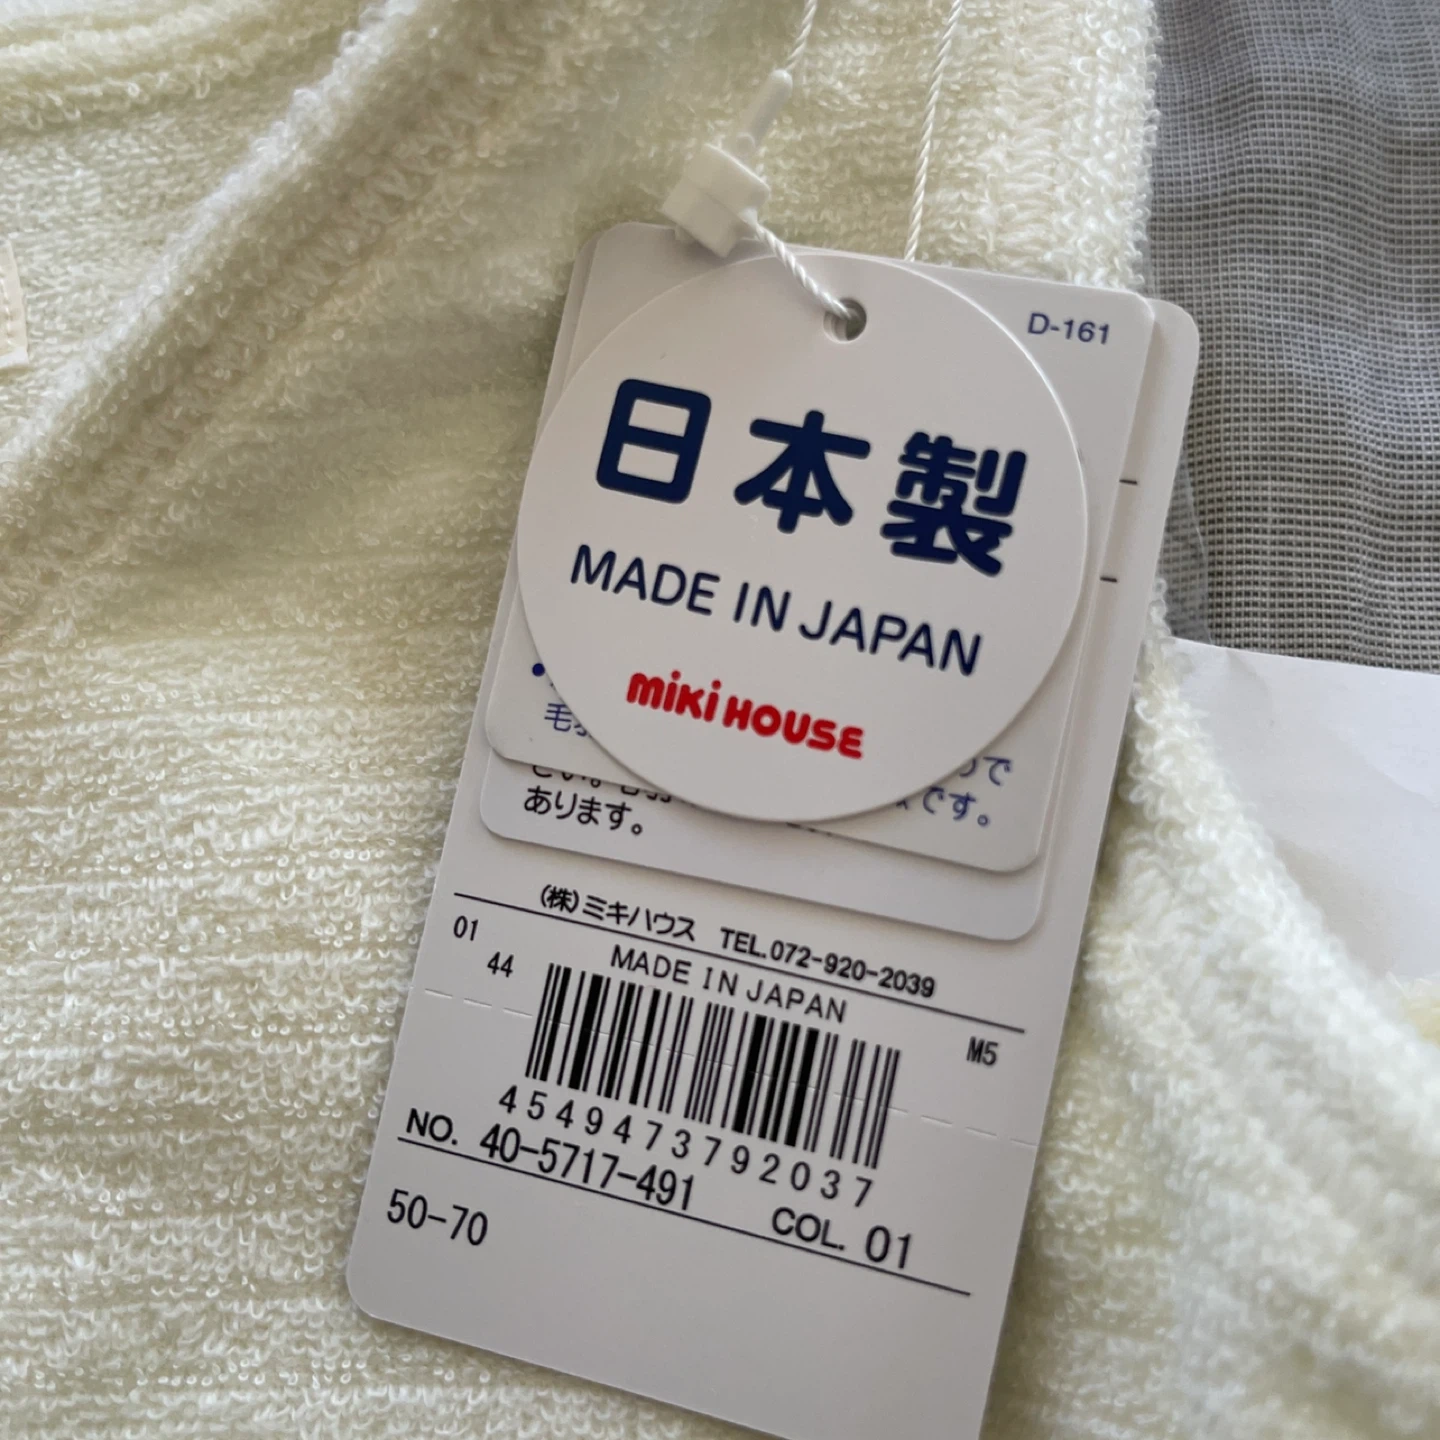 D-161
日本製
MADE IN JAPAN
miki HOUSE
で
です。
あります。
(株)ミキハウス TEL.072-920-2039
01
MADE IN JAPAN
44
M5
4549473792037
NO. 40-5717-491
COL. 01
50-70